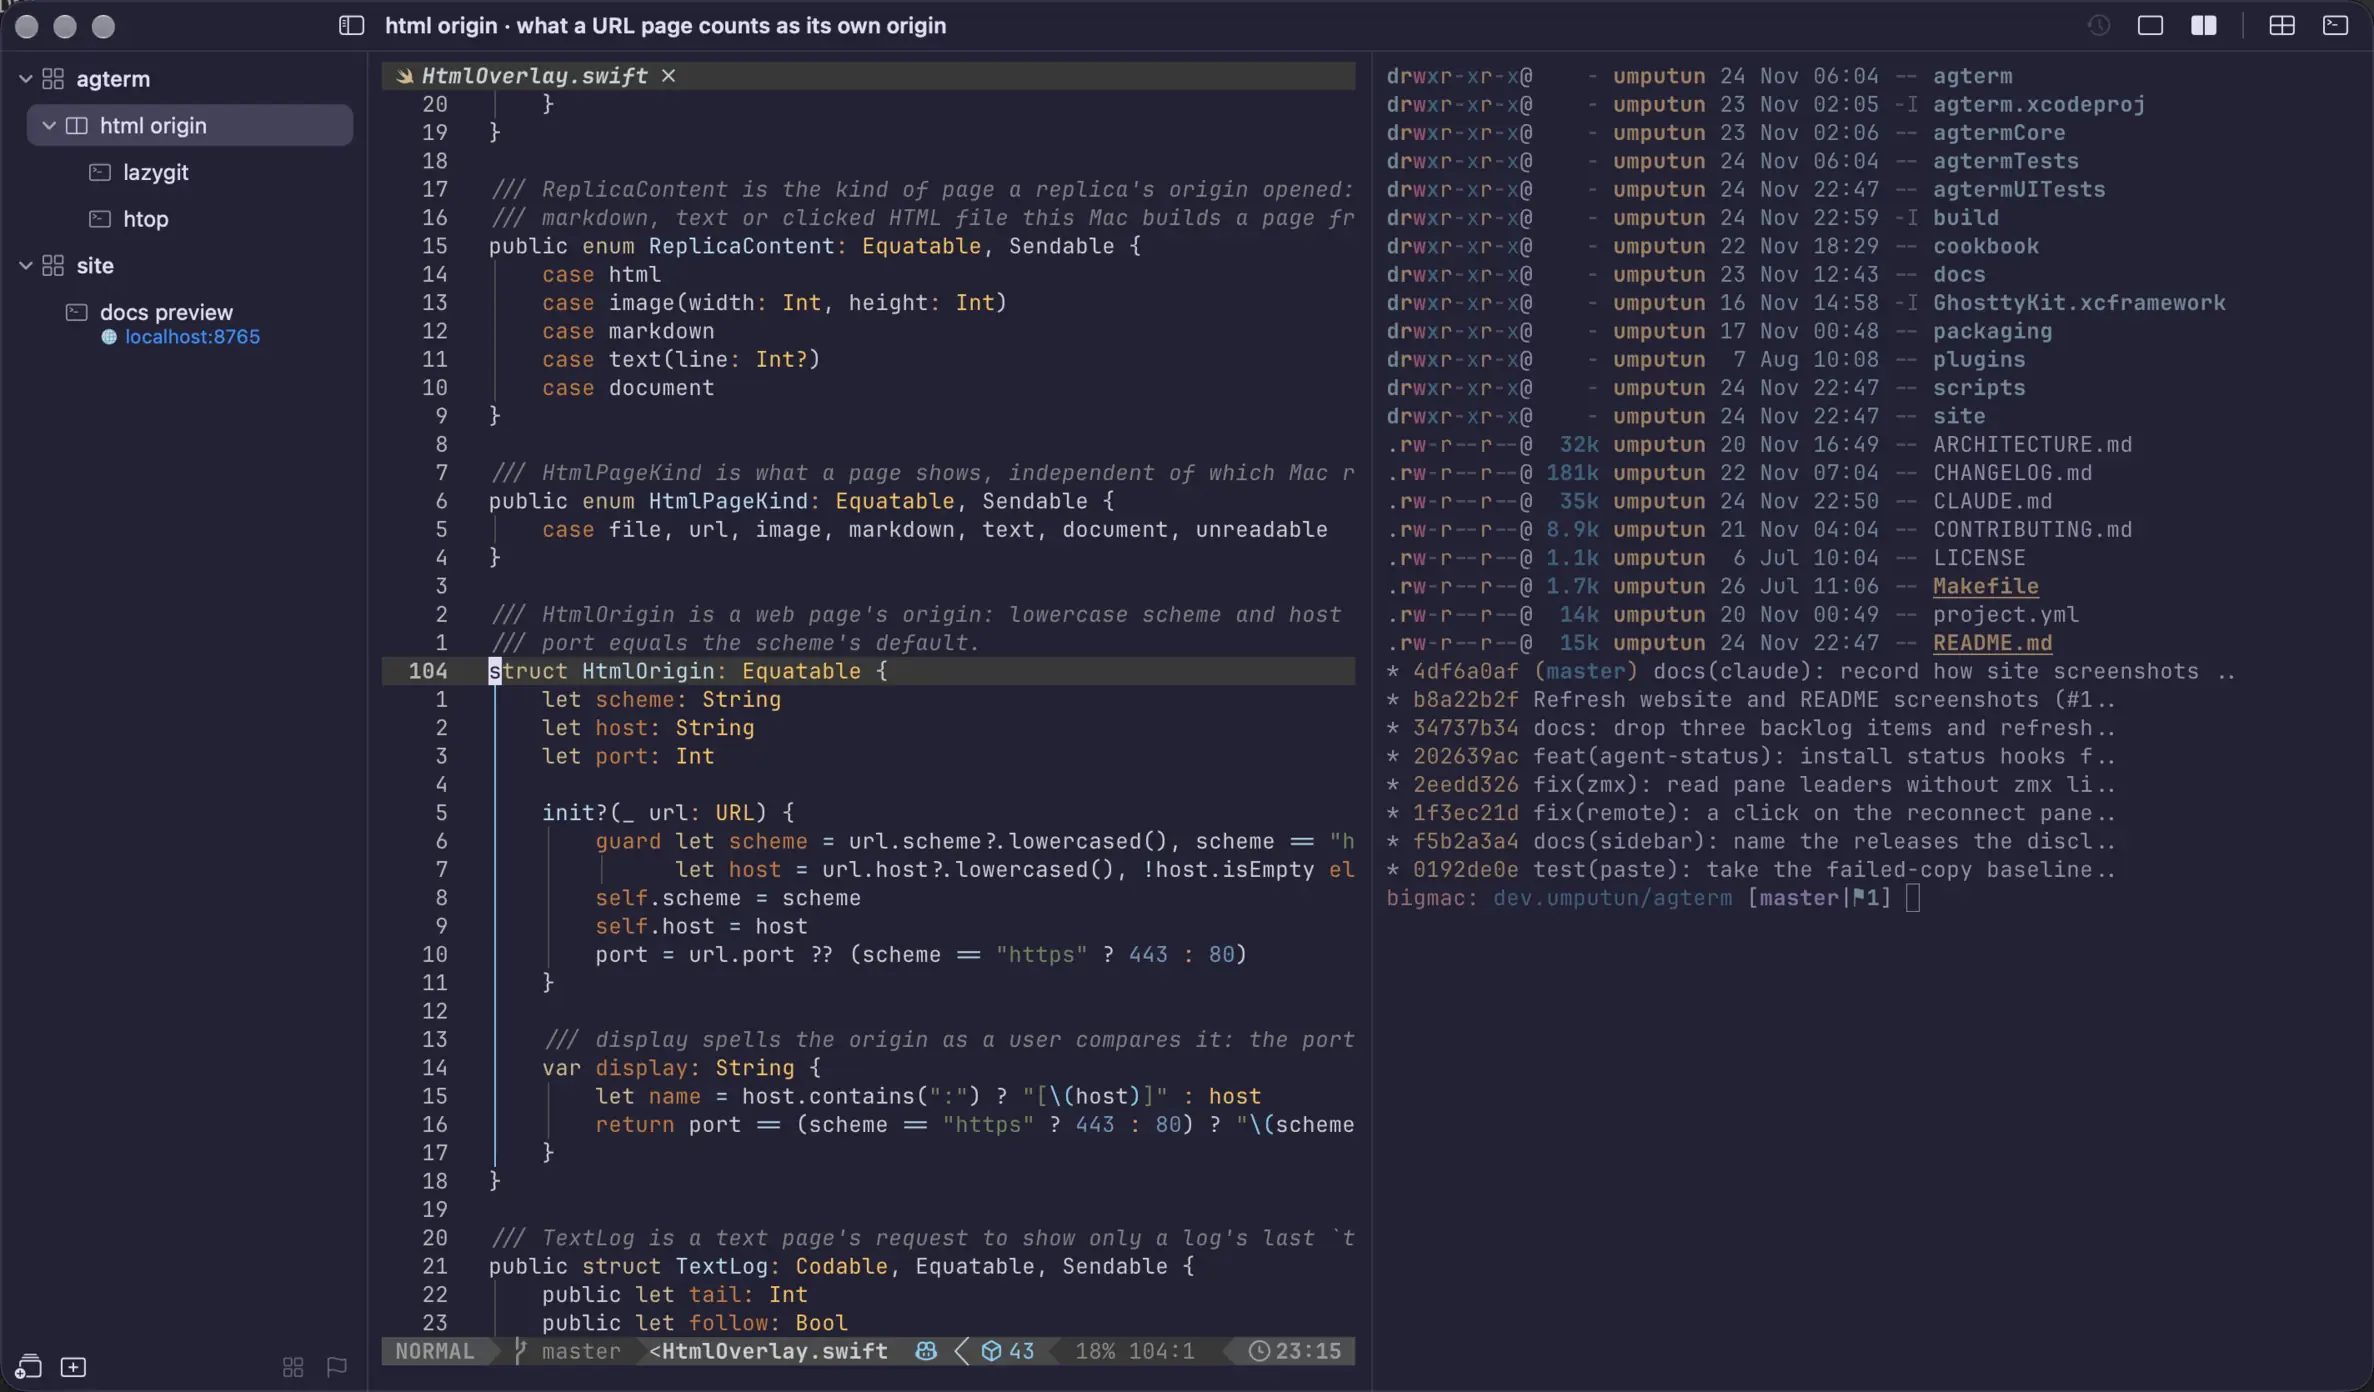 html origin · what a URL page counts as its own origin
agterm
html origin
lazygit
htop
site
docs preview
localhost:8765
HtmlOverlay.swift ×
20 }
19 }
18
17 /// ReplicaContent is the kind of page a replica's origin opened:
16 /// markdown, text or clicked HTML file this Mac builds a page fr
15 public enum ReplicaContent: Equatable, Sendable {
14 case html
13 case image(width: Int, height: Int)
12 case markdown
11 case text(line: Int?)
10 case document
9 }
8
7 /// HtmlPageKind is what a page shows, independent of which Mac r
6 public enum HtmlPageKind: Equatable, Sendable {
5 case file, url, image, markdown, text, document, unreadable
4 }
3
2 /// HtmlOrigin is a web page's origin: lowercase scheme and host
1 /// port equals the scheme's default.
104 struct HtmlOrigin: Equatable {
1 let scheme: String
2 let host: String
3 let port: Int
4
5 init?(_ url: URL) {
6 guard let scheme = url.scheme?.lowercased(), scheme == "h
7 let host = url.host?.lowercased(), !host.isEmpty el
8 self.scheme = scheme
9 self.host = host
10 port = url.port ?? (scheme == "https" ? 443 : 80)
11 }
12
13 /// display spells the origin as a user compares it: the port
14 var display: String {
15 let name = host.contains(":") ? "[\(host)]" : host
16 return port == (scheme == "https" ? 443 : 80) ? "\(scheme
17 }
18 }
19
20 /// TextLog is a text page's request to show only a log's last `t
21 public struct TextLog: Codable, Equatable, Sendable {
22 public let tail: Int
23 public let follow: Bool
NORMAL master <HtmlOverlay.swift 43 18% 104:1 23:15
drwxr-xr-x@ - umputun 24 Nov 06:04 -- agterm
drwxr-xr-x@ - umputun 23 Nov 02:05 -I agterm.xcodeproj
drwxr-xr-x@ - umputun 23 Nov 02:06 -- agtermCore
drwxr-xr-x@ - umputun 24 Nov 06:04 -- agtermTests
drwxr-xr-x@ - umputun 24 Nov 22:47 -- agtermUITests
drwxr-xr-x@ - umputun 24 Nov 22:59 -I build
drwxr-xr-x@ - umputun 22 Nov 18:29 -- cookbook
drwxr-xr-x@ - umputun 23 Nov 12:43 -- docs
drwxr-xr-x@ - umputun 16 Nov 14:58 -I GhosttyKit.xcframework
drwxr-xr-x@ - umputun 17 Nov 00:48 -- packaging
drwxr-xr-x@ - umputun 7 Aug 10:08 -- plugins
drwxr-xr-x@ - umputun 24 Nov 22:47 -- scripts
drwxr-xr-x@ - umputun 24 Nov 22:47 -- site
.rw-r--r--@ 32k umputun 20 Nov 16:49 -- ARCHITECTURE.md
.rw-r--r--@ 181k umputun 22 Nov 07:04 -- CHANGELOG.md
.rw-r--r--@ 35k umputun 24 Nov 22:50 -- CLAUDE.md
.rw-r--r--@ 8.9k umputun 21 Nov 04:04 -- CONTRIBUTING.md
.rw-r--r--@ 1.1k umputun 6 Jul 10:04 -- LICENSE
.rw-r--r--@ 1.7k umputun 26 Jul 11:06 -- Makefile
.rw-r--r--@ 14k umputun 20 Nov 00:49 -- project.yml
.rw-r--r--@ 15k umputun 24 Nov 22:47 -- README.md
* 4df6a0af (master) docs(claude): record how site screenshots ..
* b8a22b2f Refresh website and README screenshots (#1..
* 34737b34 docs: drop three backlog items and refresh..
* 202639ac feat(agent-status): install status hooks f..
* 2eedd326 fix(zmx): read pane leaders without zmx li..
* 1f3ec21d fix(remote): a click on the reconnect pane..
* f5b2a3a4 docs(sidebar): name the releases the discl..
* 0192de0e test(paste): take the failed-copy baseline..
bigmac: dev.umputun/agterm [master|⚑1]